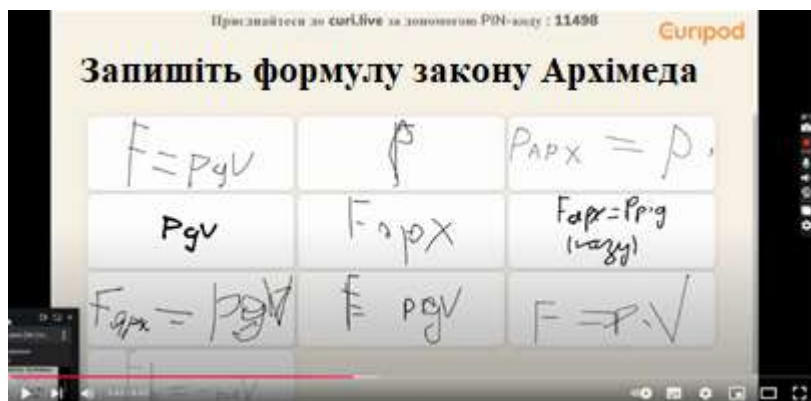 Приєднайтеся до curi.live за допомогою PIN-коду : 11498
Curipod
Запишіть формулу закону Архімеда
F = ρgV
ρ
Pарх = ρ.
ρgv
Fарх
Fарх=ρр·g
(газу)
Fарх = ρgV
F ρgV
F = ρ·V